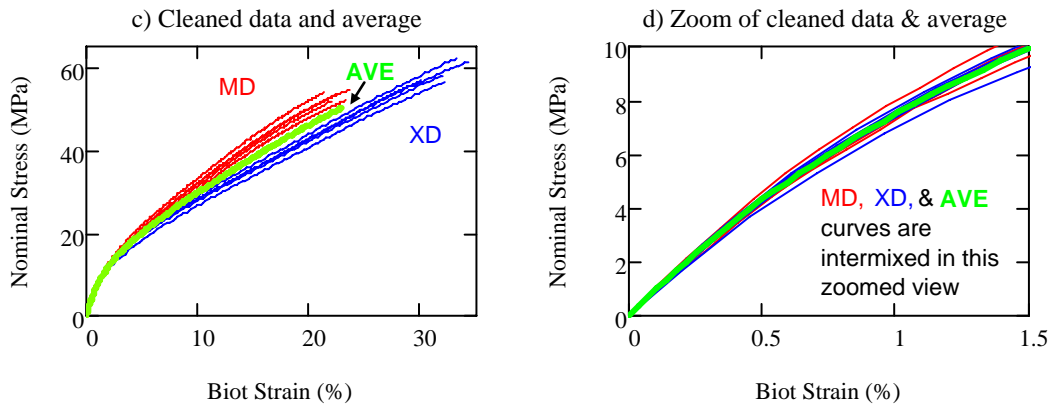 c) Cleaned data and average
Nominal Stress (MPa)
60
40
20
0
MD
AVE
XD
0
10
20
30
Biot Strain (%)
d) Zoom of cleaned data & average
Nominal Stress (MPa)
10
8
6
4
2
0
MD, XD, & AVE
curves are
intermixed in this
zoomed view
0
0.5
1
1.5
Biot Strain (%)